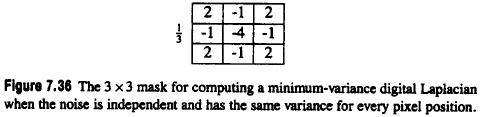 2 -1 2
1/3 -1 -4 -1
2 -1 2
Figure 7.36 The 3 × 3 mask for computing a minimum-variance digital Laplacian
when the noise is independent and has the same variance for every pixel position.